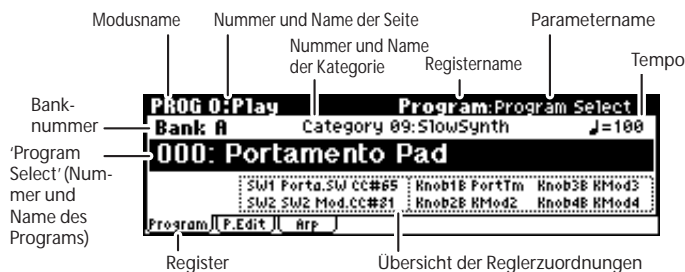 Modusname
Nummer und Name der Seite
Parametername
Nummer und Name
der Kategorie
Registername
Tempo
Bank-
nummer
'Program
Select' (Num-
mer und
Name des
Programs)
PROG 0:Play
Program:Program Select
Bank A
Category 09:SlowSynth
♩=100
000: Portamento Pad
SW1 Porta.SW CC#65
Knob1B PortTm
Knob3B KMod3
SW2 SW2 Mod.CC#81
Knob2B KMod2
Knob4B KMod4
Program
P.Edit
Arp
Register
Übersicht der Reglerzuordnungen